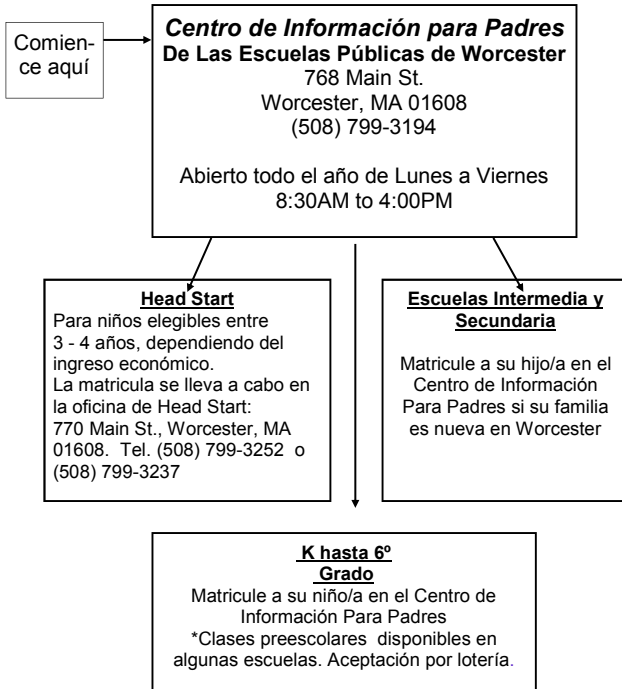 Comien-
ce aquí
Centro de Información para Padres
De Las Escuelas Públicas de Worcester
768 Main St.
Worcester, MA 01608
(508) 799-3194
Abierto todo el año de Lunes a Viernes
8:30AM to 4:00PM
Head Start
Para niños elegibles entre
3 - 4 años, dependiendo del
ingreso económico.
La matricula se lleva a cabo en
la oficina de Head Start:
770 Main St., Worcester, MA
01608.  Tel. (508) 799-3252  o
(508) 799-3237
Escuelas Intermedia y
Secundaria
Matricule a su hijo/a en el
Centro de Información
Para Padres si su familia
es nueva en Worcester
K hasta 6º
Grado
Matricule a su niño/a en el Centro de
Información Para Padres
*Clases preescolares  disponibles en
algunas escuelas. Aceptación por lotería.